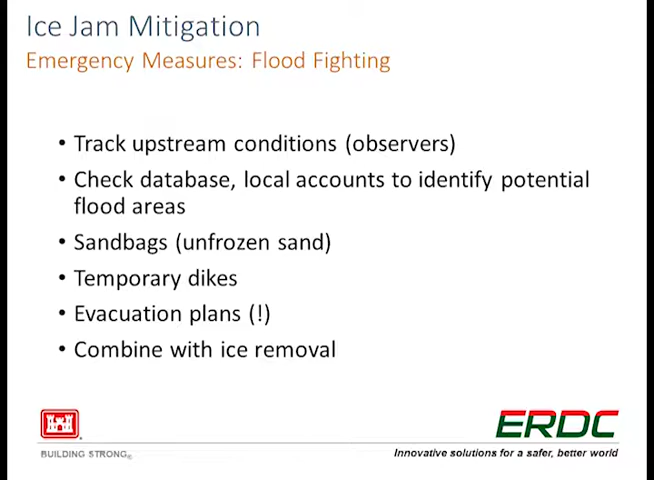 Ice Jam Mitigation
Emergency Measures: Flood Fighting
• Track upstream conditions (observers)
• Check database, local accounts to identify potential
flood areas
• Sandbags (unfrozen sand)
• Temporary dikes
• Evacuation plans (!)
• Combine with ice removal
ERDC
BUILDING STRONG®
Innovative solutions for a safer, better world